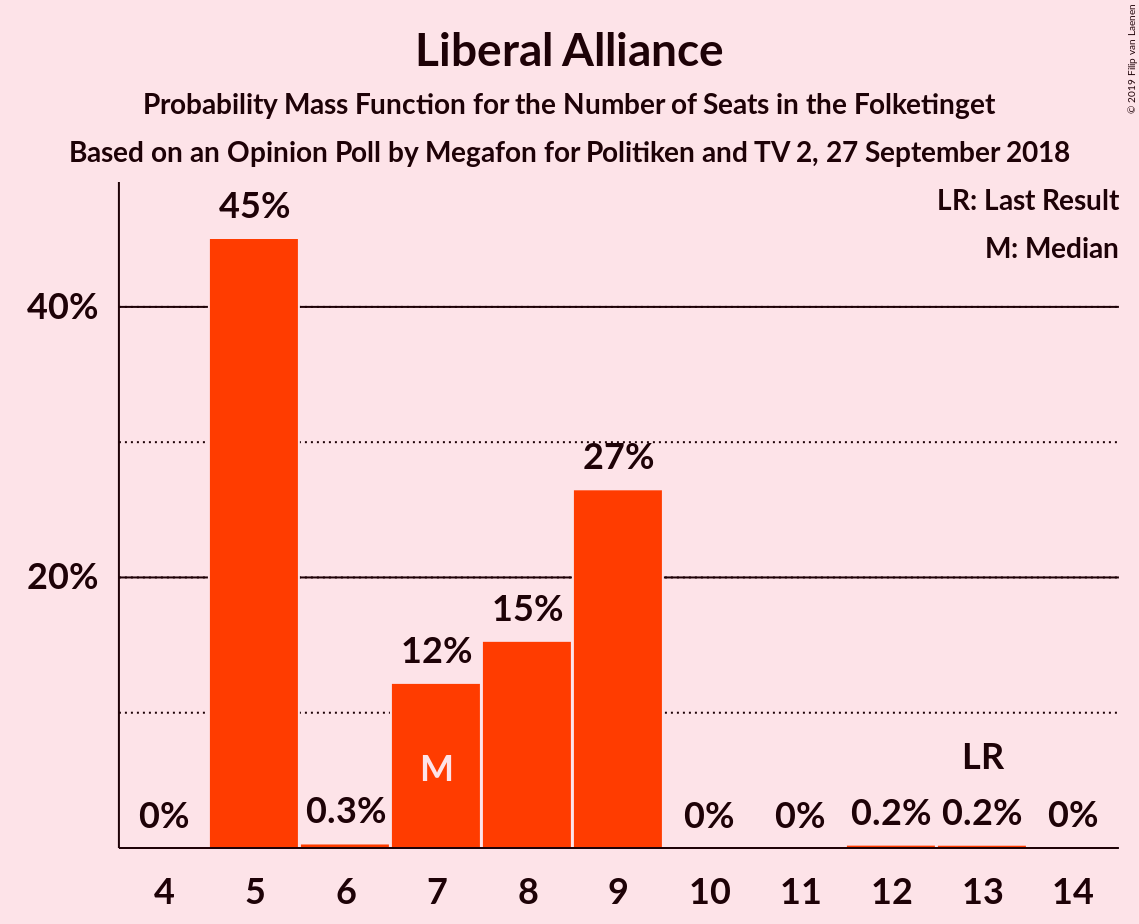 Liberal Alliance
Probability Mass Function for the Number of Seats in the Folketinget
Based on an Opinion Poll by Megafon for Politiken and TV 2, 27 September 2018
© 2019 Filip van Laenen
LR: Last Result
M: Median
40%
20%
0%
45%
0.3%
12%
15%
27%
0%
0%
0.2%
0.2%
0%
M
LR
4 5 6 7 8 9 10 11 12 13 14